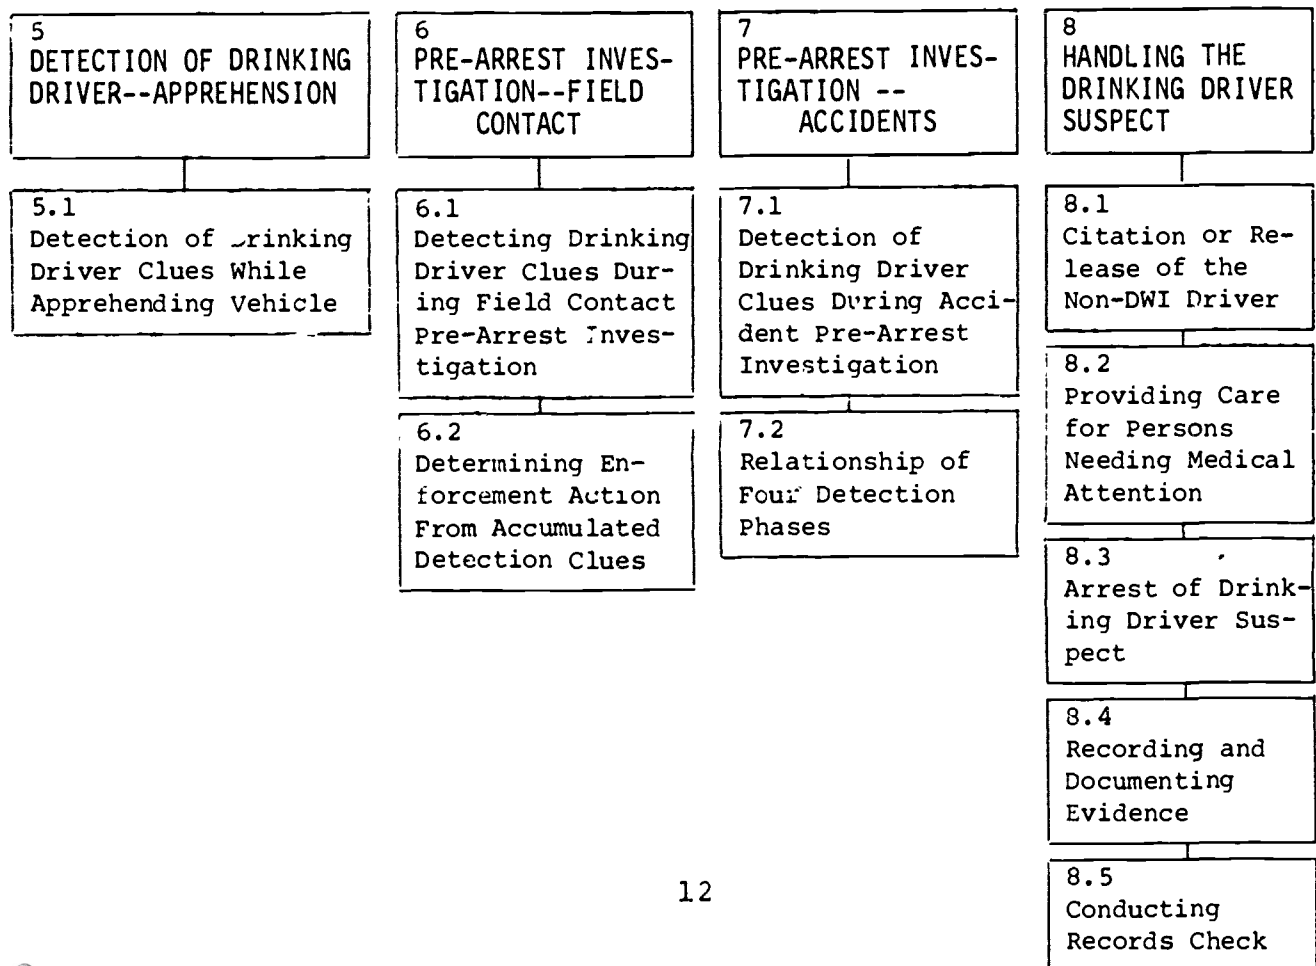 5
DETECTION OF DRINKING
DRIVER--APPREHENSION
5.1
Detection of Drinking
Driver Clues While
Apprehending Vehicle
6
PRE-ARREST INVES-
TIGATION--FIELD
CONTACT
6.1
Detecting Drinking
Driver Clues Dur-
ing Field Contact
Pre-Arrest Inves-
tigation
6.2
Determining En-
forcement Action
From Accumulated
Detection Clues
7
PRE-ARREST INVES-
TIGATION --
ACCIDENTS
7.1
Detection of
Drinking Driver
Clues During Acci-
dent Pre-Arrest
Investigation
7.2
Relationship of
Four Detection
Phases
8
HANDLING THE
DRINKING DRIVER
SUSPECT
8.1
Citation or Re-
lease of the
Non-DWI Driver
8.2
Providing Care
for Persons
Needing Medical
Attention
8.3
Arrest of Drink-
ing Driver Sus-
pect
8.4
Recording and
Documenting
Evidence
8.5
Conducting
Records Check
12